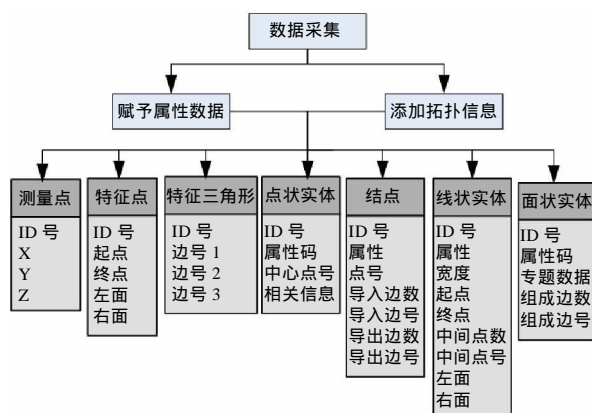 数据采集
赋予属性数据
添加拓扑信息
测量点
ID 号
X
Y
Z
特征点
ID 号
起点
终点
左面
右面
特征三角形
ID 号
边号 1
边号 2
边号 3
点状实体
ID 号
属性码
中心点号
相关信息
结点
ID 号
属性
点号
导入边数
导入边号
导出边数
导出边号
线状实体
ID 号
属性
宽度
起点
终点
中间点数
中间点号
左面
右面
面状实体
ID 号
属性码
专题数据
组成边数
组成边号